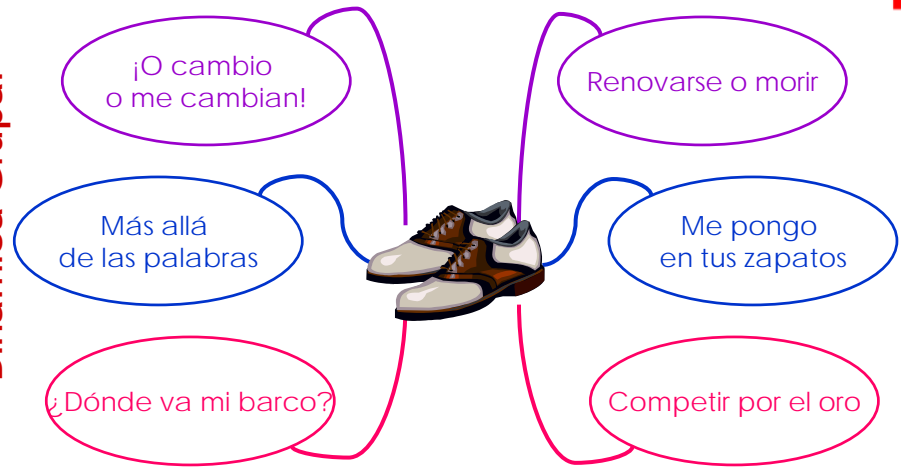 ¡O cambio
o me cambian!
Renovarse o morir
Más allá
de las palabras
Me pongo
en tus zapatos
¿Dónde va mi barco?
Competir por el oro